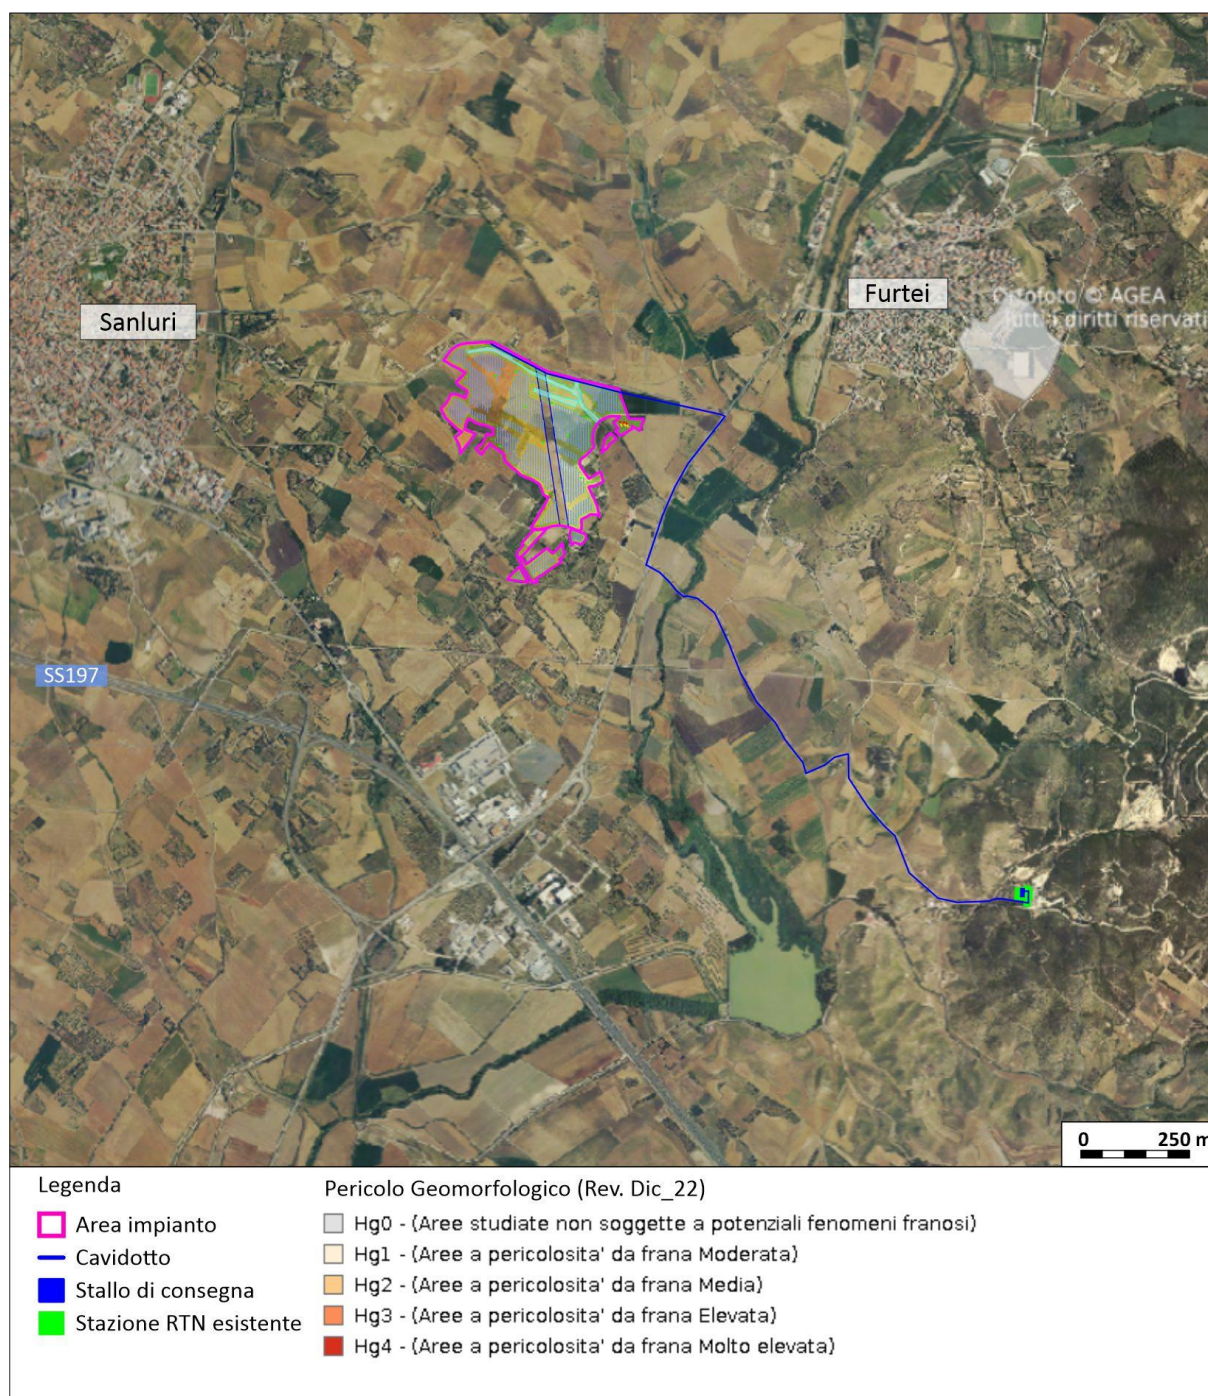 Sanluri
Furtei
Ortofoto © AGEA
Tutti i diritti riservati
SS197
0 250 m
Legenda
Area impianto
Cavidotto
Stallo di consegna
Stazione RTN esistente
Pericolo Geomorfologico (Rev. Dic_22)
Hg0 - (Aree studiate non soggette a potenziali fenomeni franosi)
Hg1 - (Aree a pericolosita' da frana Moderata)
Hg2 - (Aree a pericolosita' da frana Media)
Hg3 - (Aree a pericolosita' da frana Elevata)
Hg4 - (Aree a pericolosita' da frana Molto elevata)